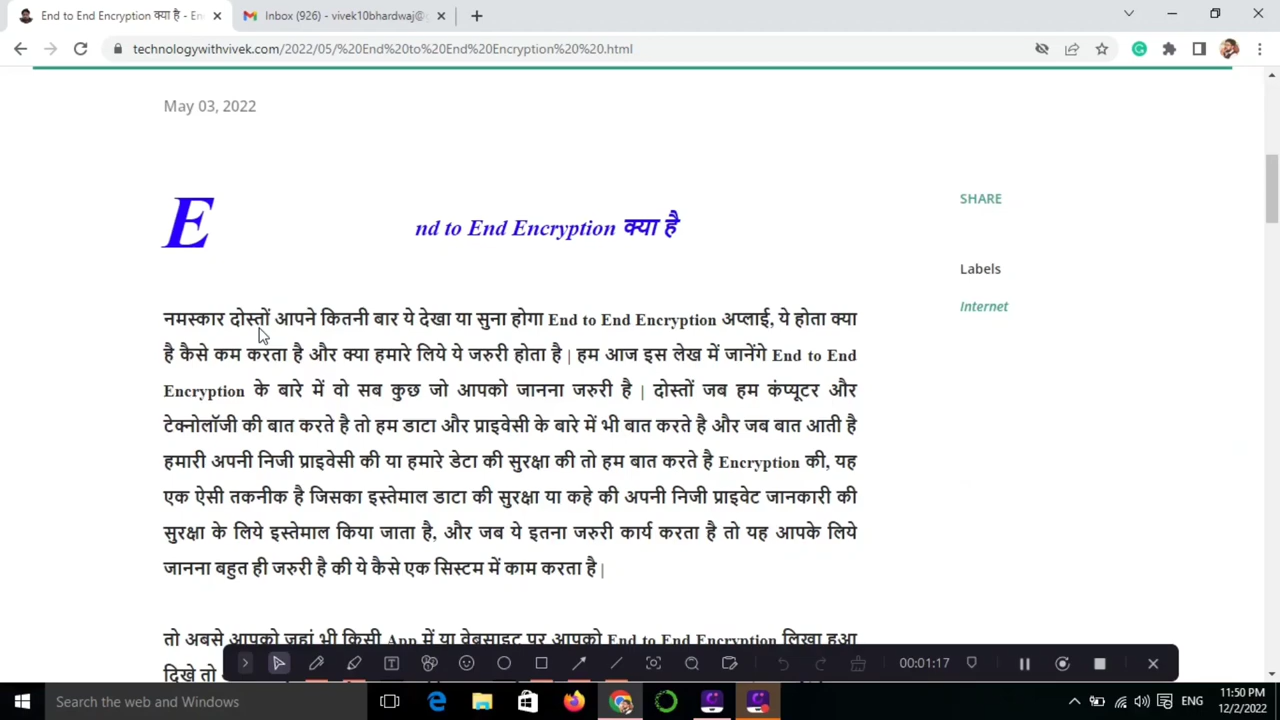 End to End Encryption क्या है - En
Inbox (926) - vivek10bhardwaj@
technologywithvivek.com/2022/05/%20End%20to%20End%20Encryption%20%20.html
May 03, 2022
SHARE
End to End Encryption क्या है
Labels
Internet
नमस्कार दोस्तों आपने कितनी बार ये देखा या सुना होगा End to End Encryption अप्लाई, ये होता क्या
है कैसे कम करता है और क्या हमारे लिये ये जरुरी होता है | हम आज इस लेख में जानेंगे End to End
Encryption के बारे में वो सब कुछ जो आपको जानना जरुरी है | दोस्तों जब हम कंप्यूटर और
टेक्नोलॉजी की बात करते है तो हम डाटा और प्राइवेसी के बारे में भी बात करते है और जब बात आती है
हमारी अपनी निजी प्राइवेसी की या हमारे डेटा की सुरक्षा की तो हम बात करते है Encryption की, यह
एक ऐसी तकनीक है जिसका इस्तेमाल डाटा की सुरक्षा या कहे की अपनी निजी प्राइवेट जानकारी की
सुरक्षा के लिये इस्तेमाल किया जाता है, और जब ये इतना जरुरी कार्य करता है तो यह आपके लिये
जानना बहुत ही जरुरी है की ये कैसे एक सिस्टम में काम करता है |
तो अबसे आपको जहां भी किसी App में या वेबसाइट पर आपको End to End Encryption लिखा हुआ
दिखे तो
00:01:17
Search the web and Windows
ENG
11:50 PM
12/2/2022